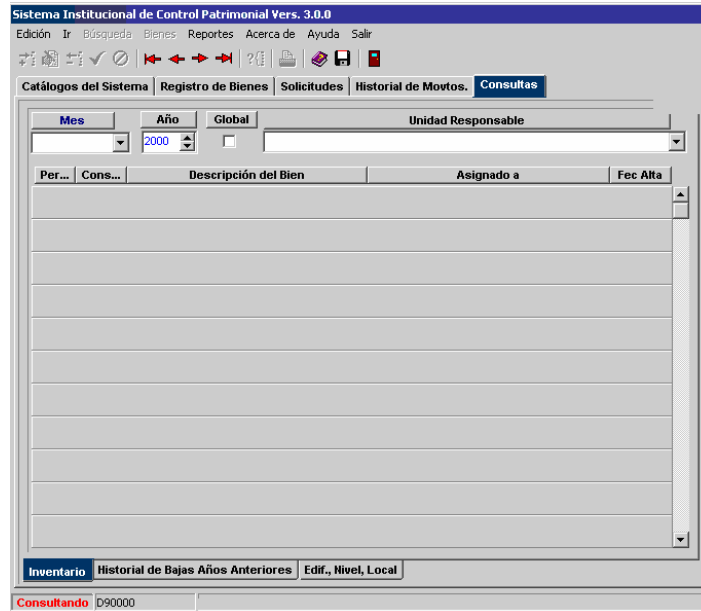 Sistema Institucional de Control Patrimonial Vers. 3.0.0
Edición Ir Búsqueda Bienes Reportes Acerca de Ayuda Salir
Catálogos del Sistema Registro de Bienes Solicitudes Historial de Movtos. Consultas
Mes Año Global Unidad Responsable
2000
Per... Cons... Descripción del Bien Asignado a Fec Alta
Inventario Historial de Bajas Años Anteriores Edif., Nivel, Local
Consultando D90000